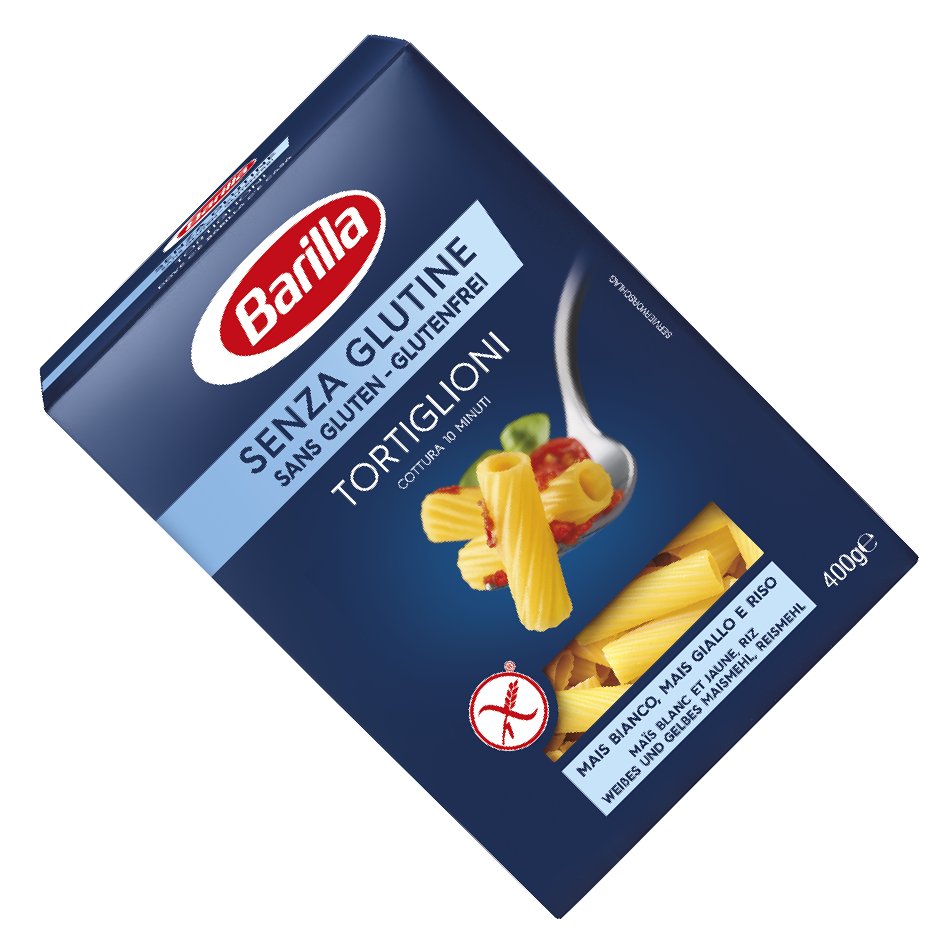 Barilla
Barilla
SENZA GLUTINE
SANS GLUTEN - GLUTENFREI
TORTIGLIONI
COTTURA 10 MINUTI
SERVIERVORSCHLAG
400g℮
MAIS BIANCO, MAIS GIALLO E RISO
MAÏS BLANC ET JAUNE, RIZ
WEIßES UND GELBES MAISMEHL, REISMEHL